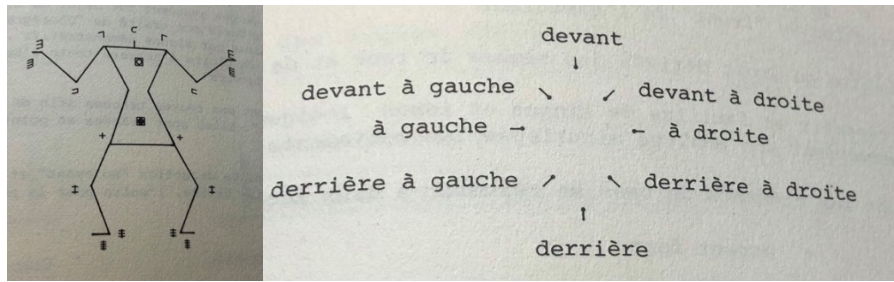 C
devant
devant à gauche
devant à droite
à gauche
à droite
derrière à gauche
derrière à droite
derrière